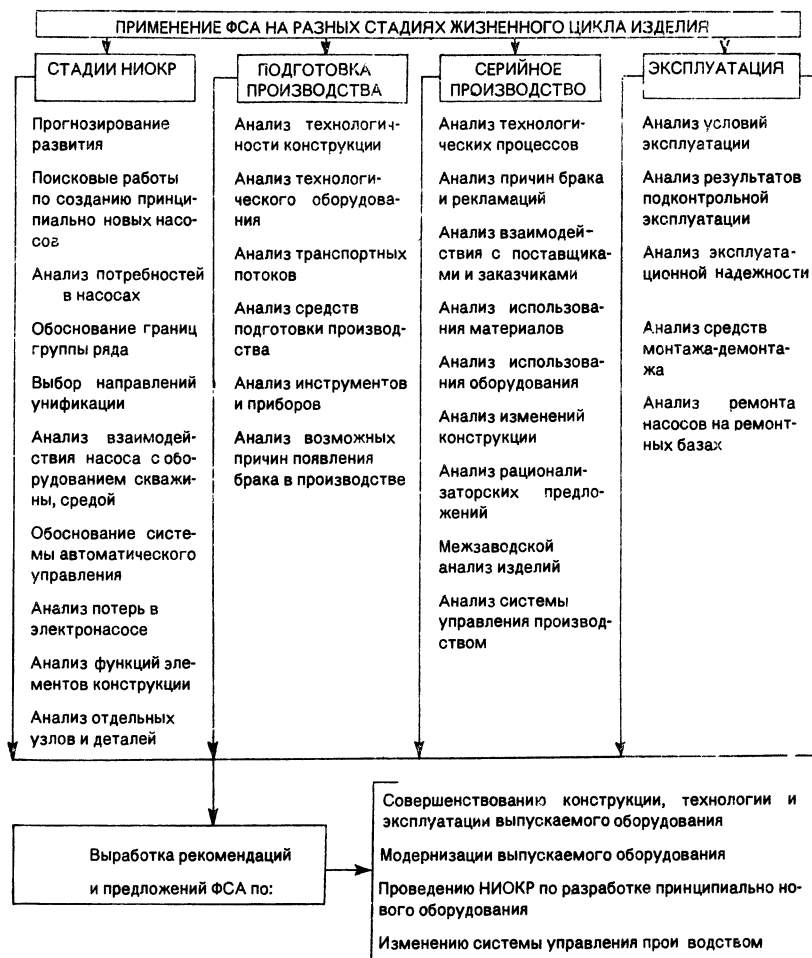 ПРИМЕНЕНИЕ ФСА НА РАЗНЫХ СТАДИЯХ ЖИЗНЕННОГО ЦИКЛА ИЗДЕЛИЯ
СТАДИИ НИОКР
Прогнозирование
развития
Поисковые работы
по созданию принци-
пиально новых насо-
сов
Анализ потребностей
в насосах
Обоснование границ
группы ряда
Выбор направлений
унификации
Анализ взаимодей-
ствия насоса с обо-
рудованием скважи-
ны, средой
Обоснование систе-
мы автоматического
управления
Анализ потерь в
электронасосе
Анализ функций эле-
ментов конструкции
Анализ отдельных
узлов и деталей
ПОДГОТОВКА
ПРОИЗВОДСТВА
Анализ технологич-
ности конструкции
Анализ технологи-
ческого оборудова-
ния
Анализ транспортных
потоков
Анализ средств
подготовки производ-
ства
Анализ инструментов
и приборов
Анализ возможных
причин появления
брака в производстве
СЕРИЙНОЕ
ПРОИЗВОДСТВО
Анализ технологи-
ческих процессов
Анализ причин брака
и рекламаций
Анализ взаимодей-
ствия с поставщика-
ми и заказчиками
Анализ использова-
ния материалов
Анализ использова-
ния оборудования
Анализ изменений
конструкции
Анализ рационали-
заторских предло-
жений
Межзаводской
анализ изделий
Анализ системы
управления производ-
ством
ЭКСПЛУАТАЦИЯ
Анализ условий
эксплуатации
Анализ результатов
подконтрольной
эксплуатации
Анализ эксплуата-
ционной надежности
Анализ средств
монтажа-демонта-
жа
Анализ ремонта
насосов на ремонт-
ных базах
Выработка рекомендаций
и предложений ФСА по:
Совершенствованию конструкции, технологии и
эксплуатации выпускаемого оборудования
Модернизации выпускаемого оборудования
Проведению НИОКР по разработке принципиально но-
вого оборудования
Изменению системы управления прои водством